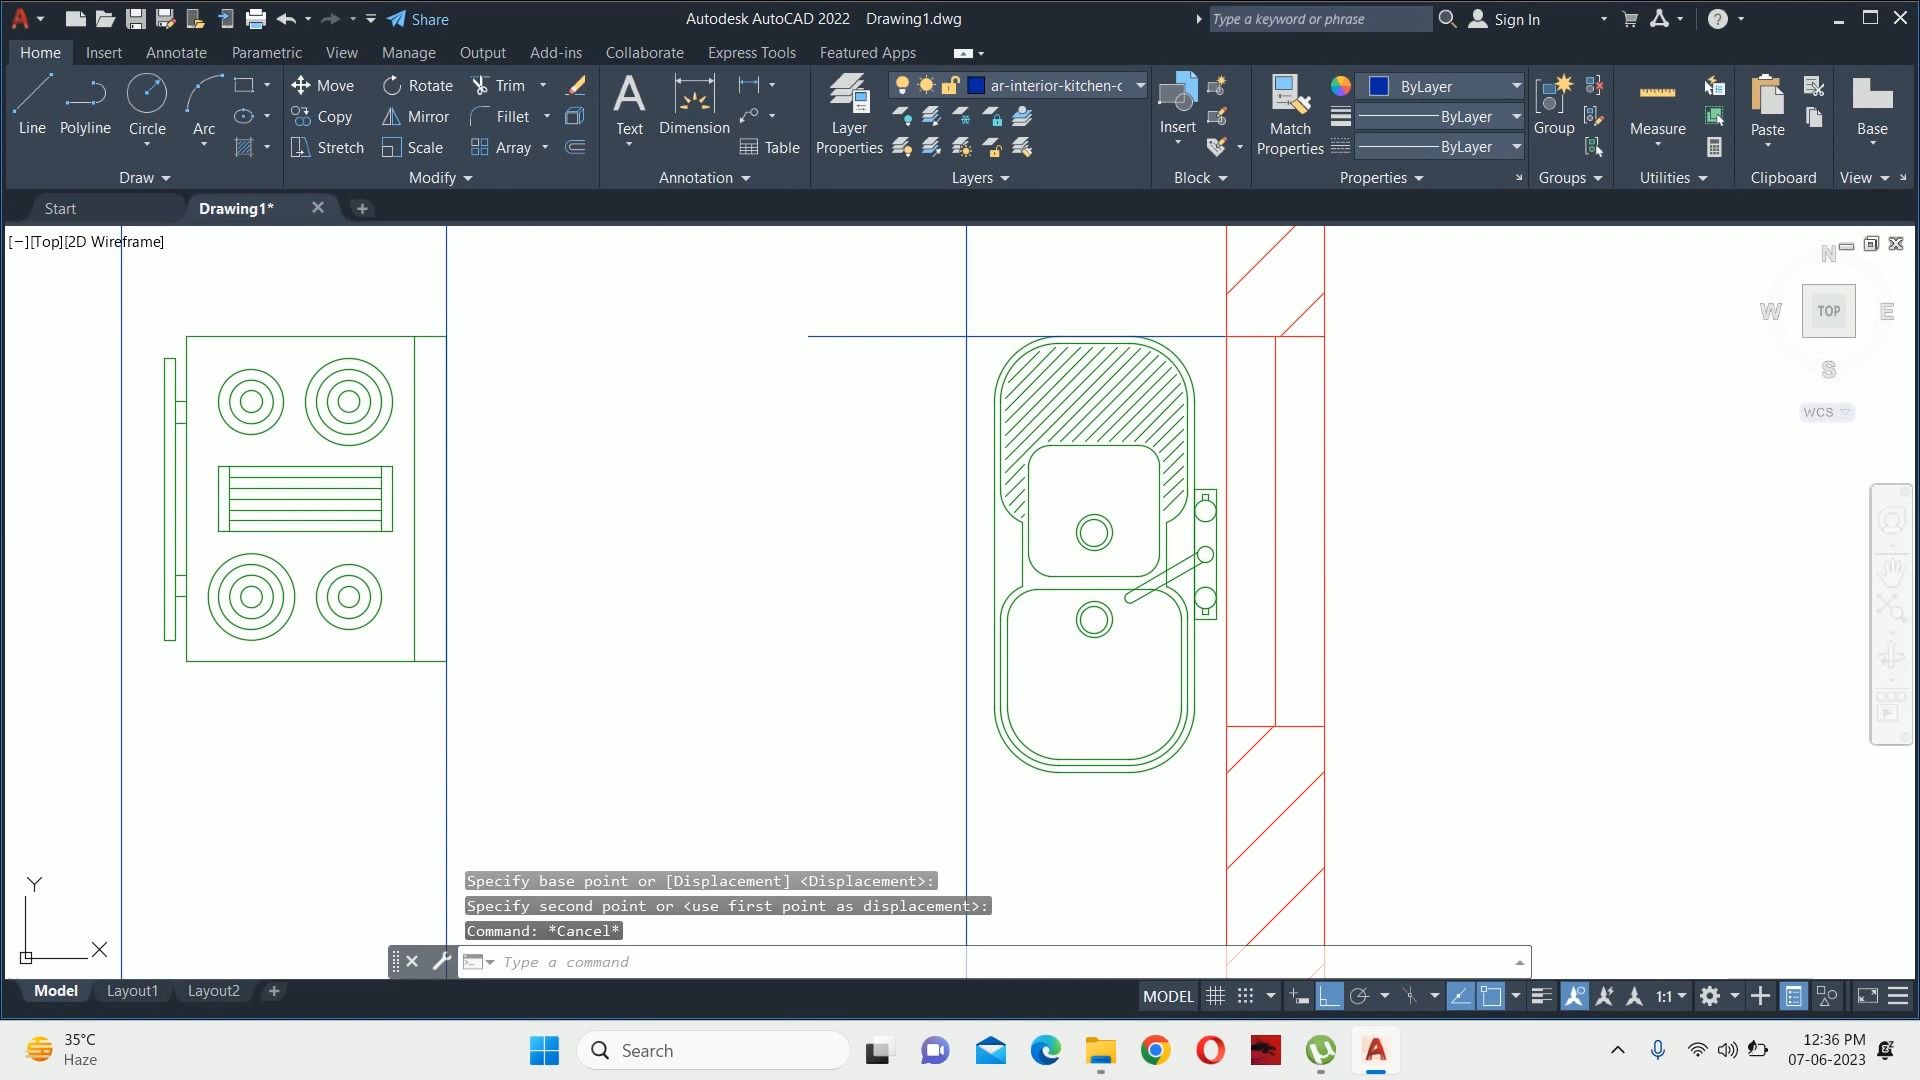 Share
Autodesk AutoCAD 2022 Drawing1.dwg
Type a keyword or phrase
Sign In
Home Insert Annotate Parametric View Manage Output Add-ins Collaborate Express Tools Featured Apps
Line
Polyline
Circle
Arc
Draw
Move Rotate Trim
Copy Mirror Fillet
Stretch Scale Array
Modify
Text
Dimension
Table
Annotation
Layer
Properties
ar-interior-kitchen-c
Layers
Insert
Block
Match
Properties
ByLayer
ByLayer
ByLayer
Properties
Group
Groups
Measure
Utilities
Paste
Clipboard
Base
View
Start Drawing1*
[−][Top][2D Wireframe]
N
W TOP E
S
WCS
Y
X
Specify base point or [Displacement] <Displacement>:
Specify second point or <use first point as displacement>:
Command: *Cancel*
Type a command
Model Layout1 Layout2
MODEL 1:1
35°C
Haze
Search
12:36 PM
07-06-2023